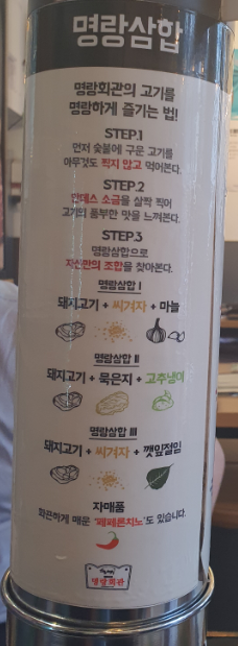 명랑삼합
명랑회관의 고기를
명랑하게 즐기는 법!
STEP.1
먼저 숯불에 구운 고기를
아무것도 찍지 않고 먹어본다.
STEP.2
안데스 소금을 살짝 찍어
고기의 풍부한 맛을 느껴본다.
STEP.3
명랑삼합으로
자신만의 조합을 찾아본다.
명랑삼합 I
돼지고기 + 씨겨자 + 마늘
명랑삼합 II
돼지고기 + 묵은지 + 고추냉이
명랑삼합 III
돼지고기 + 씨겨자 + 깻잎절임
자매품
화끈하게 매운 '페페론치노'도 있습니다.
명랑회관